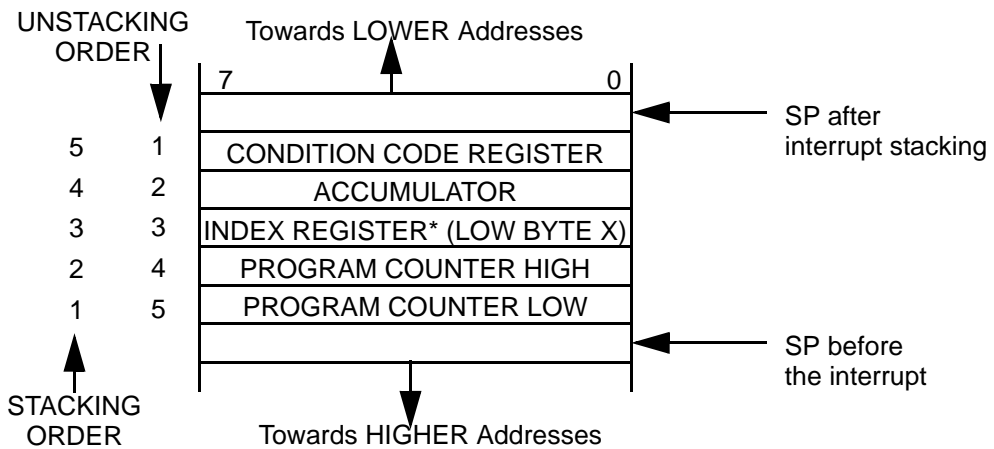 UNSTACKING
ORDER
Towards LOWER Addresses
7 0
SP after
interrupt stacking
5 1 CONDITION CODE REGISTER
4 2 ACCUMULATOR
3 3 INDEX REGISTER* (LOW BYTE X)
2 4 PROGRAM COUNTER HIGH
1 5 PROGRAM COUNTER LOW
SP before
the interrupt
STACKING
ORDER
Towards HIGHER Addresses